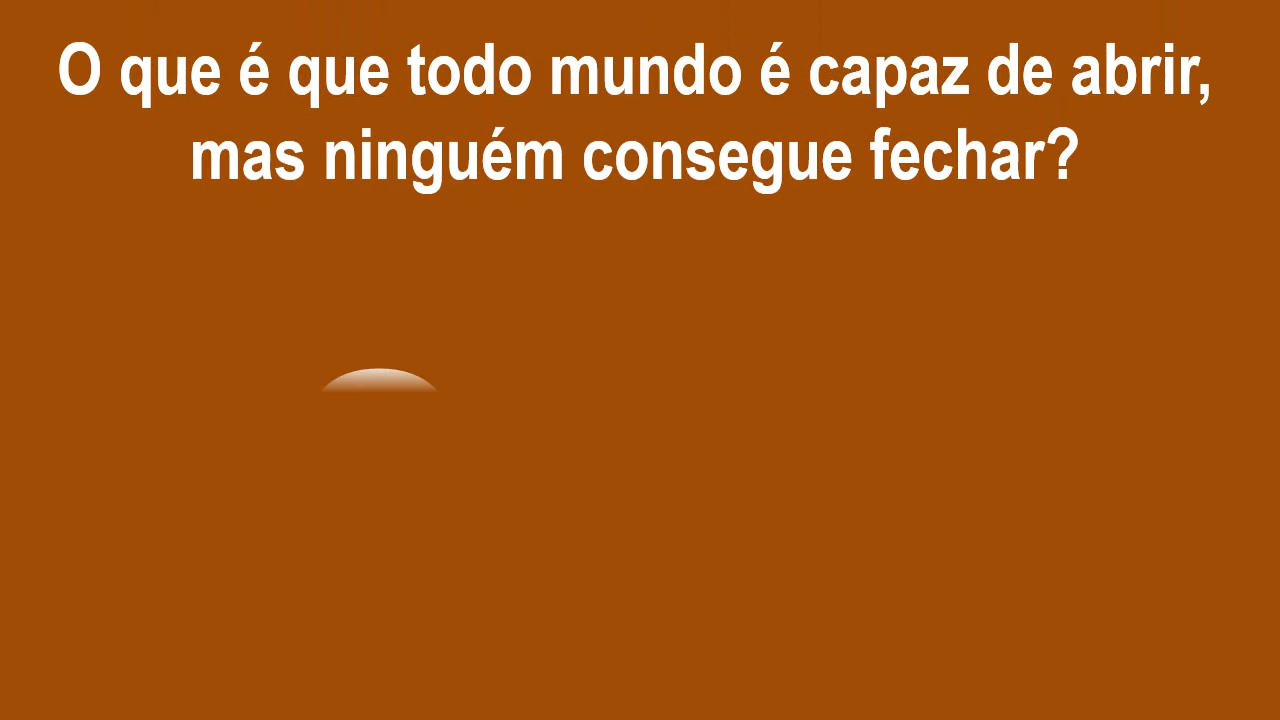 O que é que todo mundo é capaz de abrir,
mas ninguém consegue fechar?